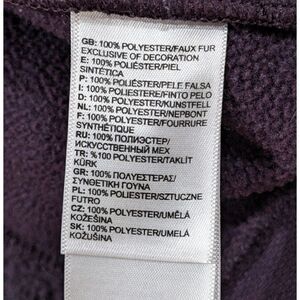 GB: 100% POLYESTER/FAUX FUR
EXCLUSIVE OF DECORATION
E: 100% POLIÉSTER/PIEL
SINTÉTICA
P: 100% POLIÉSTER/PELE FALSA
I: 100% POLIESTERE/FINTO PELO
D: 100% POLYESTER/KUNSTFELL
NL: 100% POLYESTER/NEPBONT
F: 100% POLYESTER/FOURRURE
SYNTHÉTIQUE
RU: 100% ПОЛИЭСТЕР/
ИСКУССТВЕННЫЙ МЕХ
TR: %100 POLYESTER/TAKLİT
KÜRK
GR: 100% ΠΟΛΥΕΣΤΕΡΑΣ/
ΣΥΝΘΕΤΙΚΗ ΓΟΥΝΑ
PL: 100% POLIESTER/SZTUCZNE
FUTRO
CZ: 100% POLYESTER/UMĚLÁ
KOŽEŠINA
SK: 100% POLYESTER/UMELÁ
KOŽUŠINA